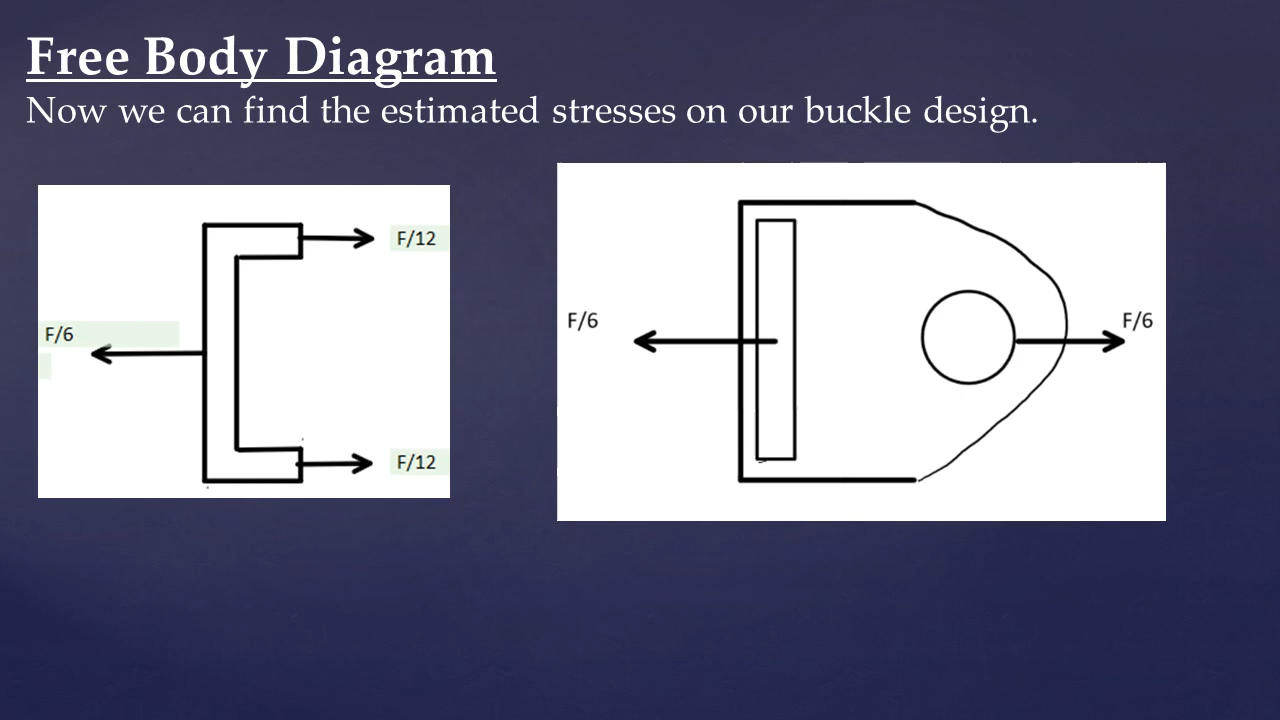 Free Body Diagram
Now we can find the estimated stresses on our buckle design.
F/12
F/6
F/12
F/6
F/6